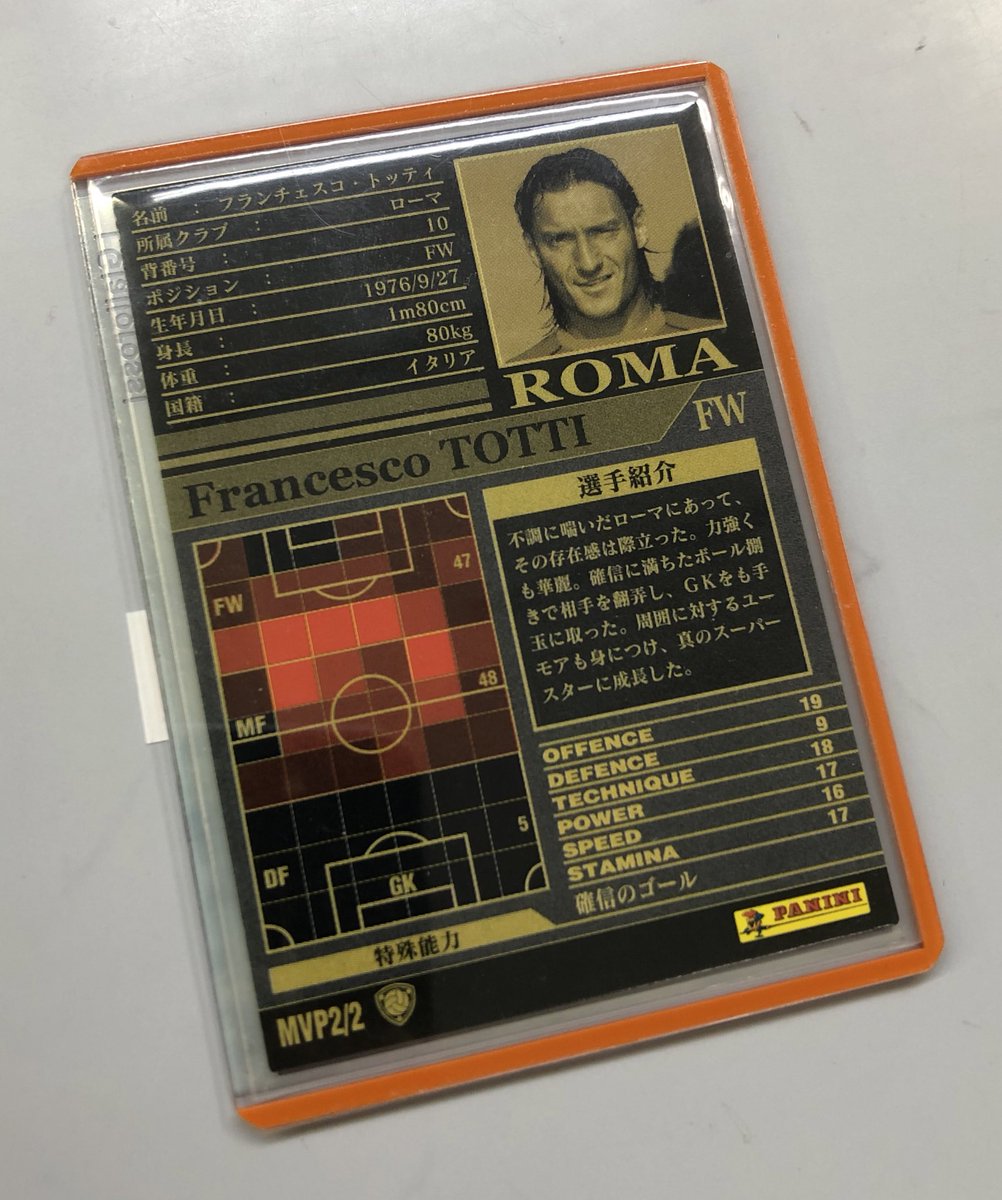 名前 : フランチェスコ・トッティ
所属クラブ : ローマ
背番号 : 10
ポジション : FW
生年月日 : 1976/9/27
身長 : 1m80cm
体重 : 80kg
国籍 : イタリア
ROMA
Francesco TOTTI FW
選手紹介
不調に喘いだローマにあって、
その存在感は際立った。力強く
も華麗。確信に満ちたボール捌
きで相手を翻弄し、GKをも手
玉に取った。周囲に対するユー
モアも身につけ、真のスーパー
スターに成長した。
47
FW
48
MF
5
DF
GK
OFFENCE 19
DEFENCE 9
TECHNIQUE 18
POWER 17
SPEED 16
STAMINA 17
特殊能力
確信のゴール
PANINI
MVP2/2